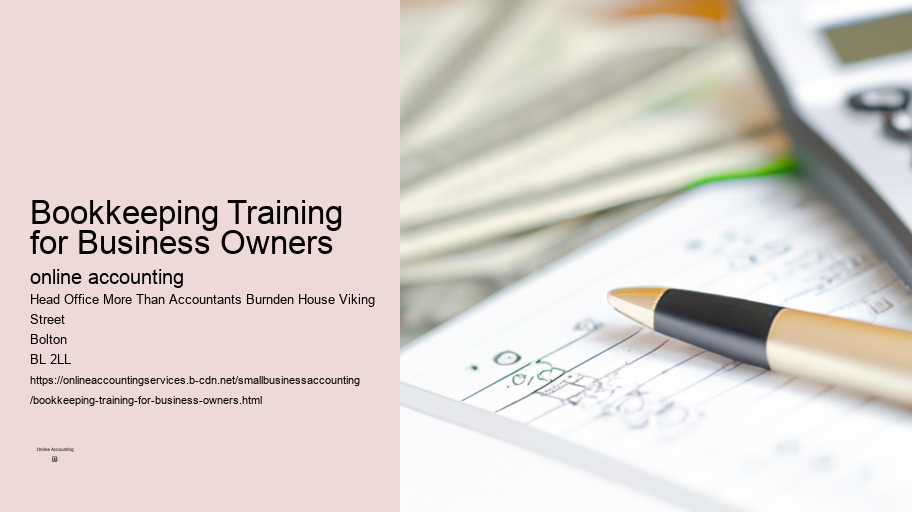 Bookkeeping Training
for Business Owners
online accounting
Head Office More Than Accountants Burnden House Viking
Street
Bolton
BL 2LL
https://onlineaccountingservices.b-cdn.net/smallbusinessaccounting
/bookkeeping-training-for-business-owners.html
Online Accounting